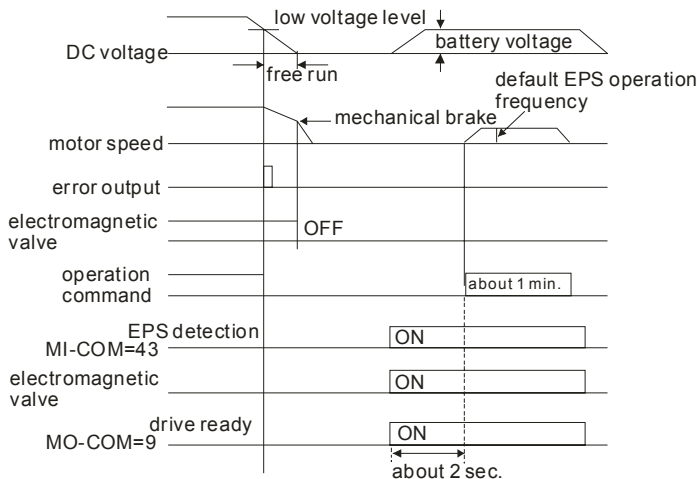 low voltage level
DC voltage
battery voltage
free run
default EPS operation
frequency
mechanical brake
motor speed
error output
electromagnetic
valve
OFF
operation
command
about 1 min.
EPS detection
MI-COM=43
ON
electromagnetic
valve
ON
drive ready
MO-COM=9
ON
about 2 sec.